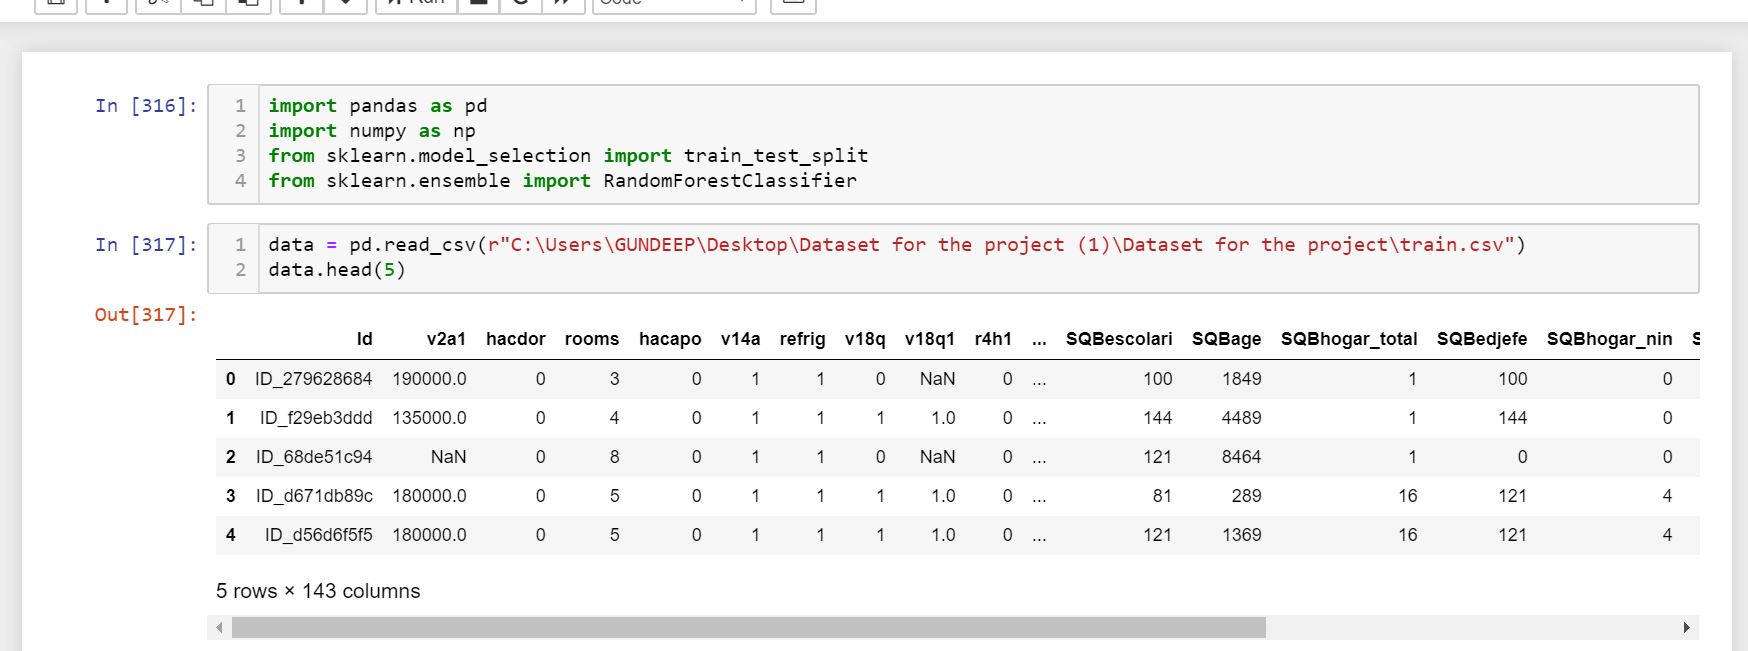 In [316]:
1 import pandas as pd
2 import numpy as np
3 from sklearn.model_selection import train_test_split
4 from sklearn.ensemble import RandomForestClassifier
In [317]:
1 data = pd.read_csv(r"C:\Users\GUNDEEP\Desktop\Dataset for the project (1)\Dataset for the project\train.csv")
2 data.head(5)
Out[317]:
Id v2a1 hacdor rooms hacapo v14a refrig v18q v18q1 r4h1 ... SQBescolari SQBage SQBhogar_total SQBedjefe SQBhogar_nin
0 ID_279628684 190000.0 0 3 0 1 1 0 NaN 0 ... 100 1849 1 100 0
1 ID_f29eb3ddd 135000.0 0 4 0 1 1 1 1.0 0 ... 144 4489 1 144 0
2 ID_68de51c94 NaN 0 8 0 1 1 0 NaN 0 ... 121 8464 1 0 0
3 ID_d671db89c 180000.0 0 5 0 1 1 1 1.0 0 ... 81 289 16 121 4
4 ID_d56d6f5f5 180000.0 0 5 0 1 1 1 1.0 0 ... 121 1369 16 121 4
5 rows × 143 columns